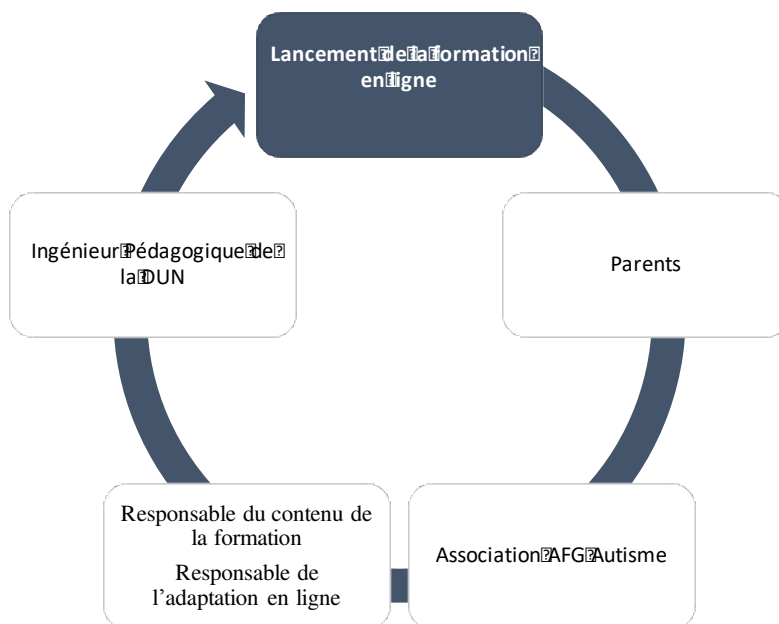 Lancement de la formation
en ligne
Parents
Association AFG Autisme
Responsable du contenu de
la formation
Responsable de
l’adaptation en ligne
Ingénieur Pédagogique de
la DUN